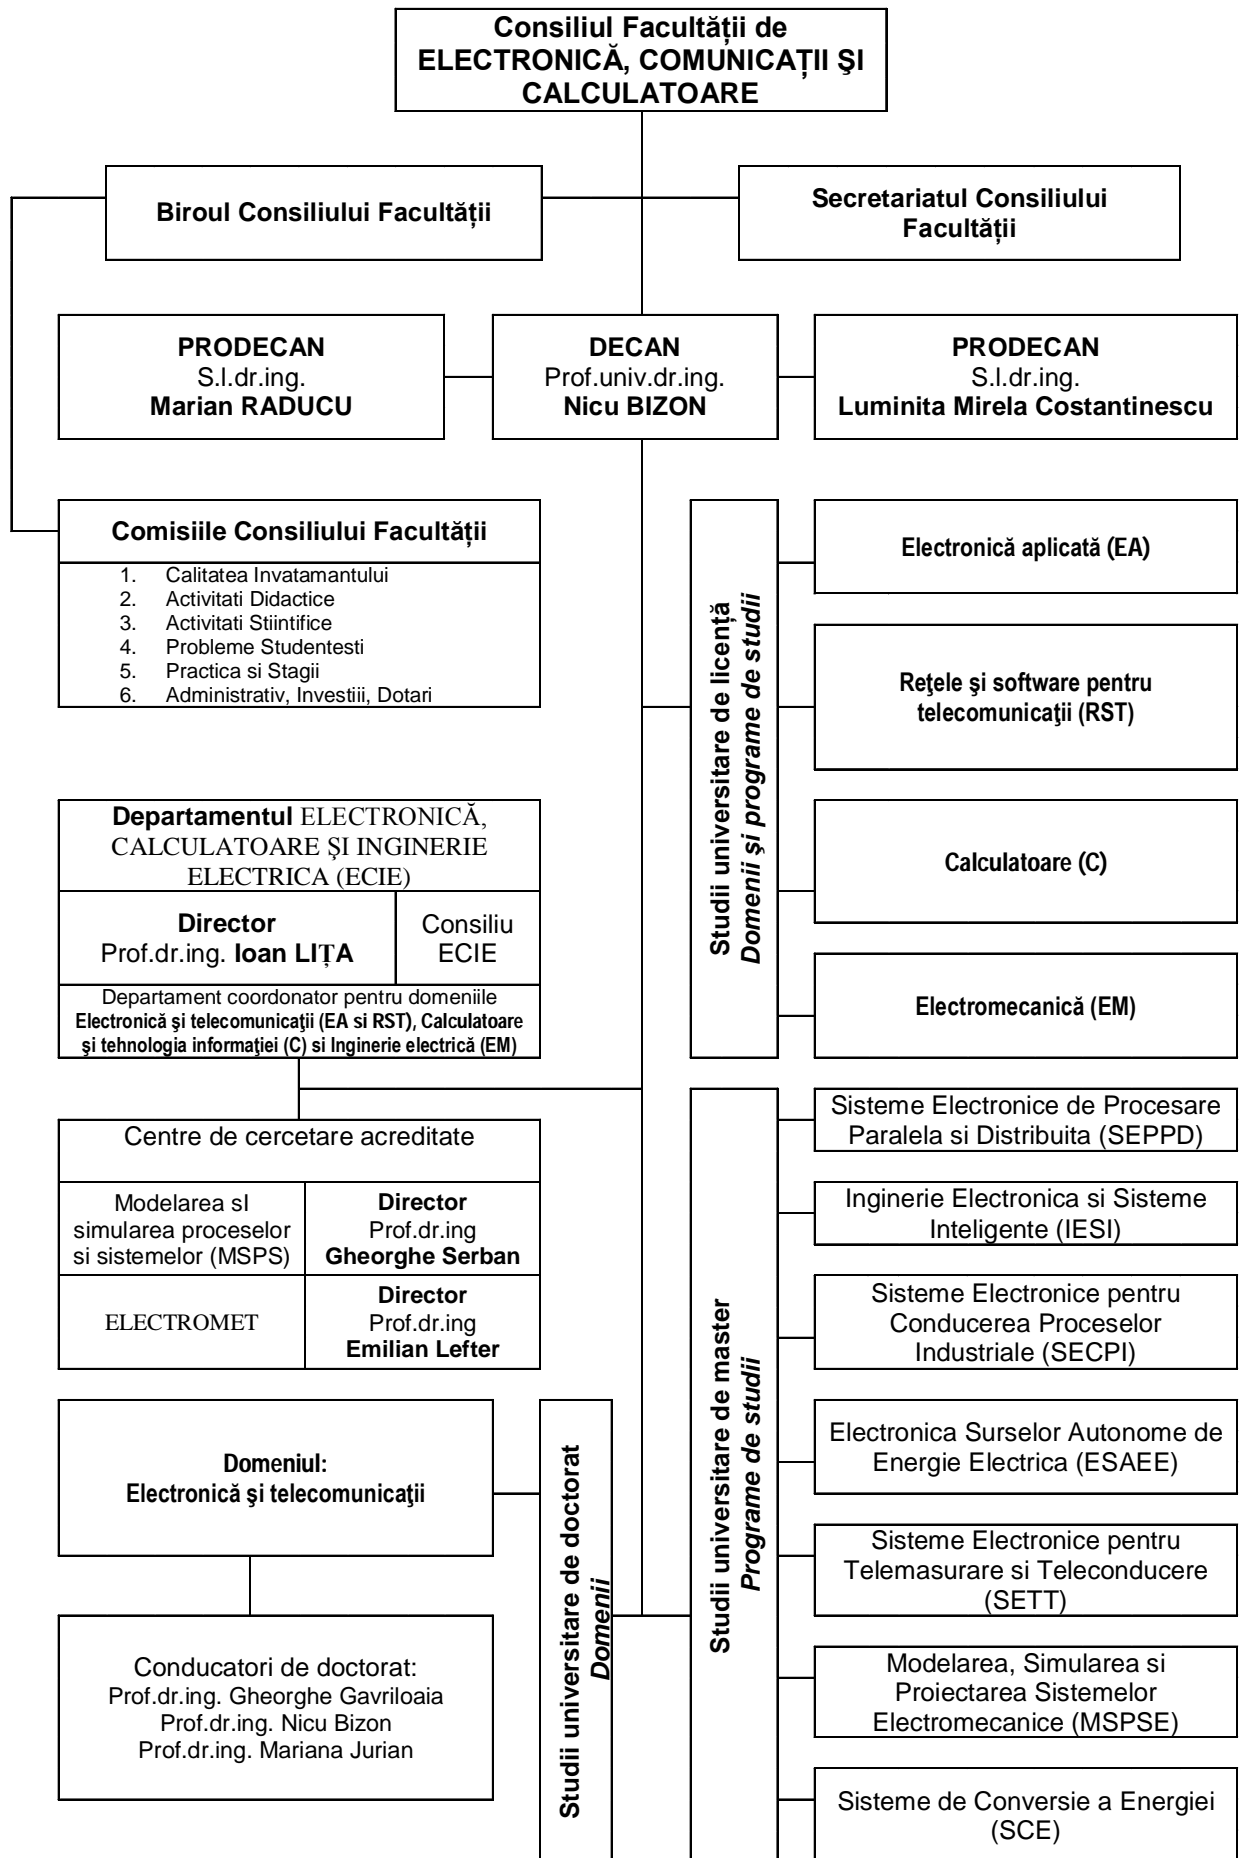 Consiliul Facultății de
ELECTRONICĂ, COMUNICAȚII ŞI
CALCULATOARE
Biroul Consiliului Facultății
Secretariatul Consiliului
Facultății
PRODECAN
S.l.dr.ing.
Marian RADUCU
DECAN
Prof.univ.dr.ing.
Nicu BIZON
PRODECAN
S.l.dr.ing.
Luminita Mirela Costantinescu
Comisiile Consiliului Facultății
1. Calitatea Invatamantului
2. Activitati Didactice
3. Activitati Stiintifice
4. Probleme Studentesti
5. Practica si Stagii
6. Administrativ, Investiii, Dotari
Departamentul ELECTRONICĂ,
CALCULATOARE ŞI INGINERIE
ELECTRICA (ECIE)
Director
Prof.dr.ing. Ioan LIȚA
Consiliu
ECIE
Departament coordonator pentru domeniile
Electronică şi telecomunicaţii (EA si RST), Calculatoare
şi tehnologia informaţiei (C) si Inginerie electrică (EM)
Studii universitare de licență
Domenii şi programe de studii
Electronică aplicată (EA)
Reţele şi software pentru
telecomunicaţii (RST)
Calculatoare (C)
Electromecanică (EM)
Centre de cercetare acreditate
Modelarea sI
simularea proceselor
si sistemelor (MSPS)
Director
Prof.dr.ing
Gheorghe Serban
ELECTROMET
Director
Prof.dr.ing
Emilian Lefter
Domeniul:
Electronică şi telecomunicaţii
Conducatori de doctorat:
Prof.dr.ing. Gheorghe Gavriloaia
Prof.dr.ing. Nicu Bizon
Prof.dr.ing. Mariana Jurian
Studii universitare de doctorat
Domenii
Studii universitare de master
Programe de studii
Sisteme Electronice de Procesare
Paralela si Distribuita (SEPPD)
Inginerie Electronica si Sisteme
Inteligente (IESI)
Sisteme Electronice pentru
Conducerea Proceselor
Industriale (SECPI)
Electronica Surselor Autonome de
Energie Electrica (ESAEE)
Sisteme Electronice pentru
Telemasurare si Teleconducere
(SETT)
Modelarea, Simularea si
Proiectarea Sistemelor
Electromecanice (MSPSE)
Sisteme de Conversie a Energiei
(SCE)